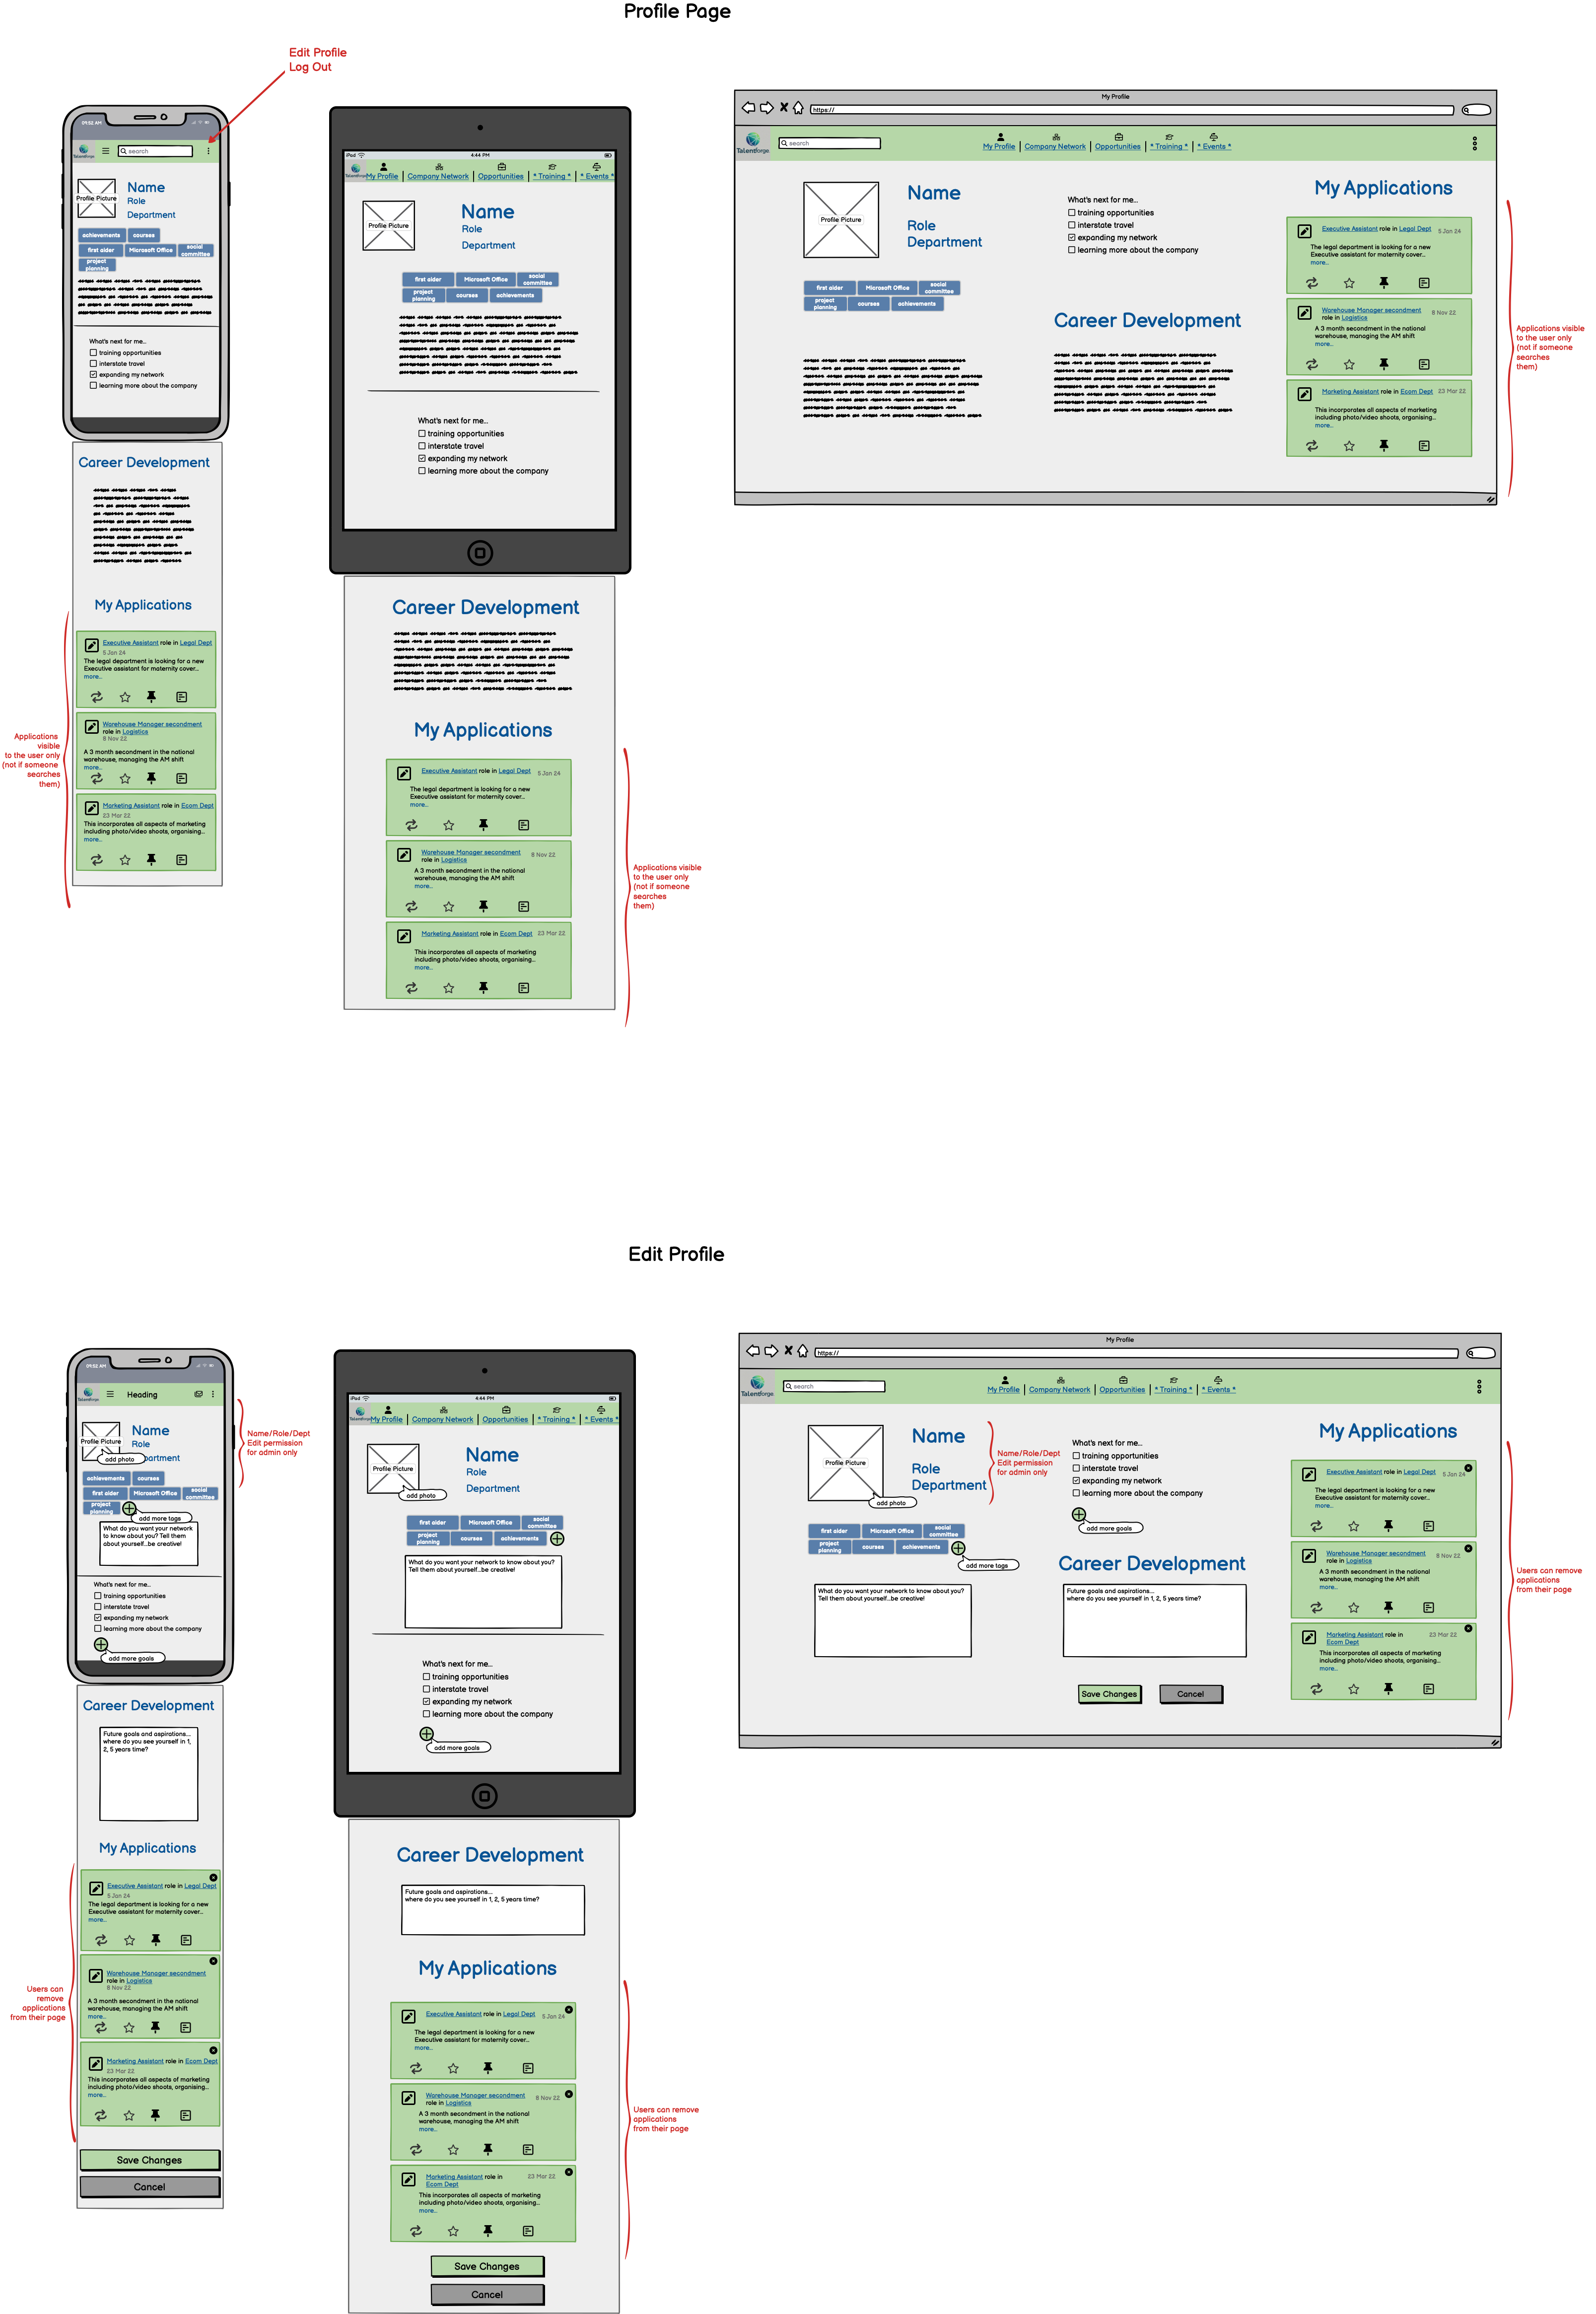 Profile Page
Edit Profile
Log Out
09:52 AM
Talentforge
search
Profile Picture
Name
Role
Department
achievements
courses
first aider
Microsoft Office
social
committee
project
planning
What's next for me...
training opportunities
interstate travel
expanding my network
learning more about the company
Career Development
My Applications
Executive Assistant role in Legal Dept
5 Jan 24
The legal department is looking for a new
Executive assistant for maternity cover...
more...
Warehouse Manager secondment
role in Logistics
8 Nov 22
A 3 month secondment in the national
warehouse, managing the AM shift
more...
Marketing Assistant role in Ecom Dept
23 Mar 22
This incorporates all aspects of marketing
including photo/video shoots, organising...
more...
Applications
visible
to the user only
(not if someone
searches
them)
iPad
4:44 PM
Talentforge
My Profile
Company Network
Opportunities
* Training *
* Events *
Profile Picture
Name
Role
Department
first aider
Microsoft Office
social
committee
project
planning
courses
achievements
What's next for me...
training opportunities
interstate travel
expanding my network
learning more about the company
Career Development
My Applications
Executive Assistant role in Legal Dept
5 Jan 24
The legal department is looking for a new
Executive assistant for maternity cover...
more...
Warehouse Manager secondment
role in Logistics
8 Nov 22
A 3 month secondment in the national
warehouse, managing the AM shift
more...
Marketing Assistant role in Ecom Dept
23 Mar 22
This incorporates all aspects of marketing
including photo/video shoots, organising...
more...
Applications visible
to the user only
(not if someone
searches
them)
My Profile
https://
Talentforge
search
My Profile
Company Network
Opportunities
* Training *
* Events *
Profile Picture
Name
Role
Department
first aider
Microsoft Office
social
committee
project
planning
courses
achievements
What's next for me...
training opportunities
interstate travel
expanding my network
learning more about the company
Career Development
My Applications
Executive Assistant role in Legal Dept
5 Jan 24
The legal department is looking for a new
Executive assistant for maternity cover...
more...
Warehouse Manager secondment
role in Logistics
8 Nov 22
A 3 month secondment in the national
warehouse, managing the AM shift
more...
Marketing Assistant role in Ecom Dept
23 Mar 22
This incorporates all aspects of marketing
including photo/video shoots, organising...
more...
Applications visible
to the user only
(not if someone
searches
them)
Edit Profile
09:52 AM
Talentforge
Heading
Profile Picture
add photo
Name
Role
partment
achievements
courses
first aider
Microsoft Office
social
committee
project
planning
add more tags
What do you want your network
to know about you? Tell them
about yourself...be creative!
What's next for me...
training opportunities
interstate travel
expanding my network
learning more about the company
add more goals
Name/Role/Dept
Edit permission
for admin only
Career Development
Future goals and aspirations...
where do you see yourself in 1,
2, 5 years time?
My Applications
Executive Assistant role in Legal Dept
5 Jan 24
The legal department is looking for a new
Executive assistant for maternity cover...
more...
Warehouse Manager secondment
role in Logistics
8 Nov 22
A 3 month secondment in the national
warehouse, managing the AM shift
more...
Marketing Assistant role in Ecom Dept
23 Mar 22
This incorporates all aspects of marketing
including photo/video shoots, organising...
more...
Users can
remove
applications
from their page
Save Changes
Cancel
iPad
4:44 PM
Talentforge
My Profile
Company Network
Opportunities
* Training *
* Events *
Profile Picture
add photo
Name
Role
Department
first aider
Microsoft Office
social
committee
project
planning
courses
achievements
What do you want your network to know about you?
Tell them about yourself...be creative!
What's next for me...
training opportunities
interstate travel
expanding my network
learning more about the company
add more goals
Career Development
Future goals and aspirations...
where do you see yourself in 1, 2, 5 years time?
My Applications
Executive Assistant role in Legal Dept
5 Jan 24
The legal department is looking for a new
Executive assistant for maternity cover...
more...
Warehouse Manager secondment
role in Logistics
8 Nov 22
A 3 month secondment in the national
warehouse, managing the AM shift
more...
Marketing Assistant role in
Ecom Dept
23 Mar 22
This incorporates all aspects of marketing
including photo/video shoots, organising...
more...
Users can remove
applications
from their page
Save Changes
Cancel
My Profile
https://
Talentforge
search
My Profile
Company Network
Opportunities
* Training *
* Events *
Profile Picture
add photo
Name
Role
Department
Name/Role/Dept
Edit permission
for admin only
first aider
Microsoft Office
social
committee
project
planning
courses
achievements
add more tags
What do you want your network to know about you?
Tell them about yourself...be creative!
What's next for me...
training opportunities
interstate travel
expanding my network
learning more about the company
add more goals
Career Development
Future goals and aspirations...
where do you see yourself in 1, 2, 5 years time?
Save Changes
Cancel
My Applications
Executive Assistant role in Legal Dept
5 Jan 24
The legal department is looking for a new
Executive assistant for maternity cover...
more...
Warehouse Manager secondment
role in Logistics
8 Nov 22
A 3 month secondment in the national
warehouse, managing the AM shift
more...
Marketing Assistant role in
Ecom Dept
23 Mar 22
This incorporates all aspects of marketing
including photo/video shoots, organising...
more...
Users can remove
applications
from their page